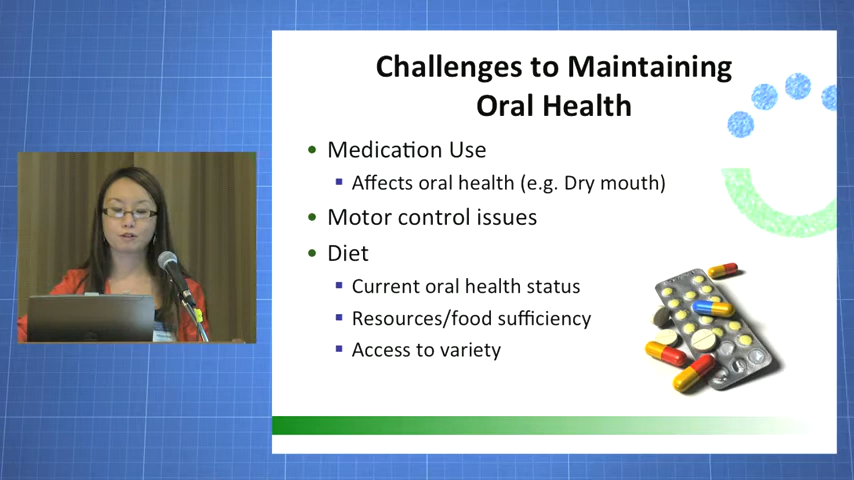 Challenges to Maintaining
Oral Health
• Medication Use
▪ Affects oral health (e.g. Dry mouth)
• Motor control issues
• Diet
▪ Current oral health status
▪ Resources/food sufficiency
▪ Access to variety